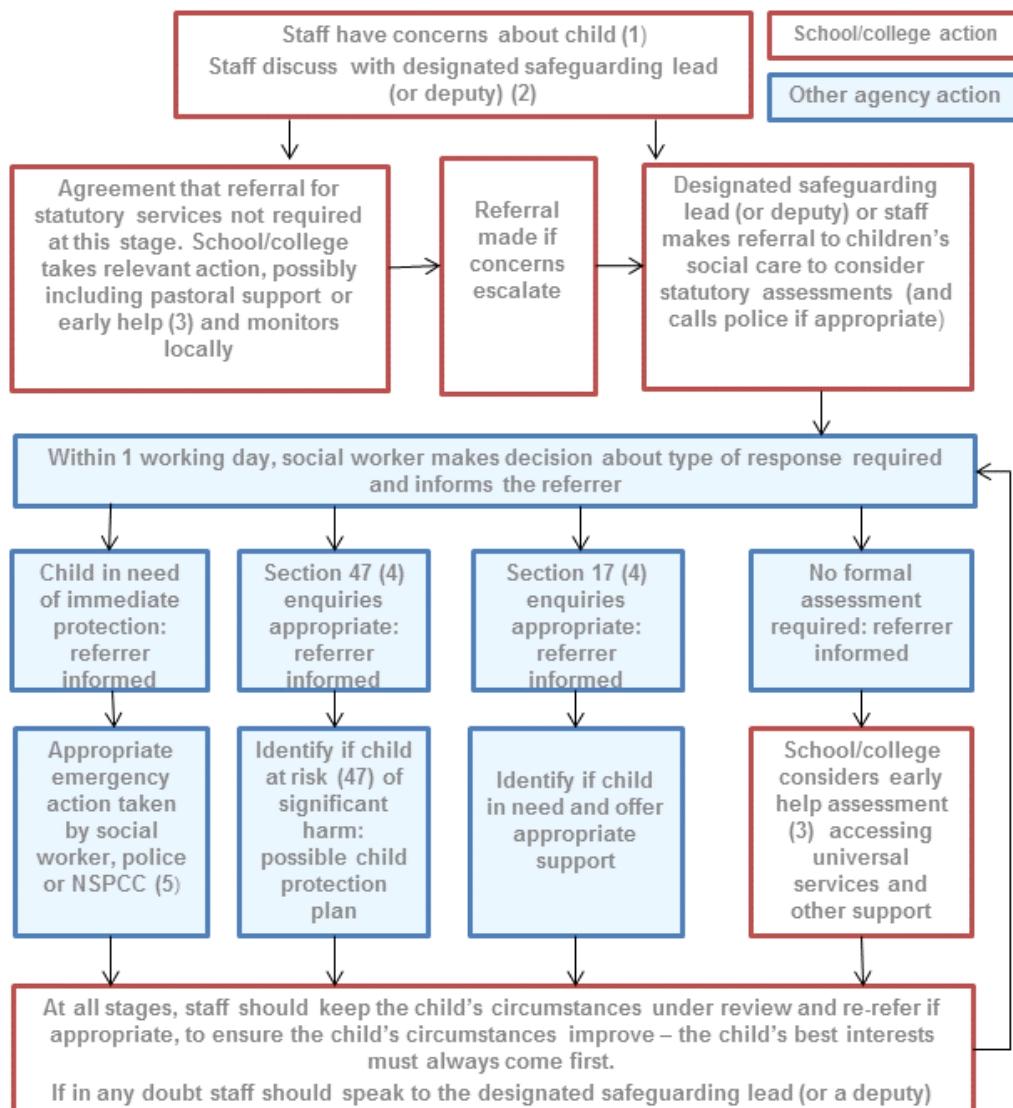 Staff have concerns about child (1)
Staff discuss with designated safeguarding lead
(or deputy) (2)
School/college action
Other agency action
Agreement that referral for
statutory services not required
at this stage. School/college
takes relevant action, possibly
including pastoral support or
early help (3) and monitors
locally
Referral
made if
concerns
escalate
Designated safeguarding
lead (or deputy) or staff
makes referral to children’s
social care to consider
statutory assessments (and
calls police if appropriate)
Within 1 working day, social worker makes decision about type of response required
and informs the referrer
Child in need
of immediate
protection:
referrer
informed
Section 47 (4)
enquiries
appropriate:
referrer
informed
Section 17 (4)
enquiries
appropriate:
referrer
informed
No formal
assessment
required: referrer
informed
Appropriate
emergency
action taken
by social
worker, police
or NSPCC (5)
Identify if child
at risk (47) of
significant
harm:
possible child
protection
plan
Identify if child
in need and offer
appropriate
support
School/college
considers early
help assessment
(3) accessing
universal
services and
other support
At all stages, staff should keep the child’s circumstances under review and re-refer if
appropriate, to ensure the child’s circumstances improve – the child’s best interests
must always come first.
If in any doubt staff should speak to the designated safeguarding lead (or a deputy)